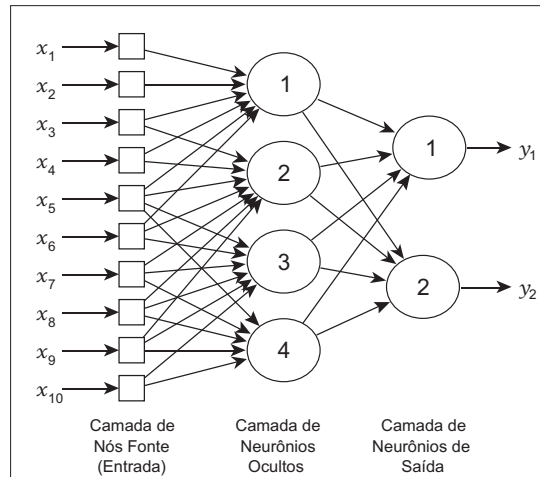 x1
x2
x3
x4
x5
x6
x7
x8
x9
x10
1
2
3
4
1
2
y1
y2
Camada de
Nós Fonte
(Entrada)
Camada de
Neurônios
Ocultos
Camada de
Neurônios de
Saída